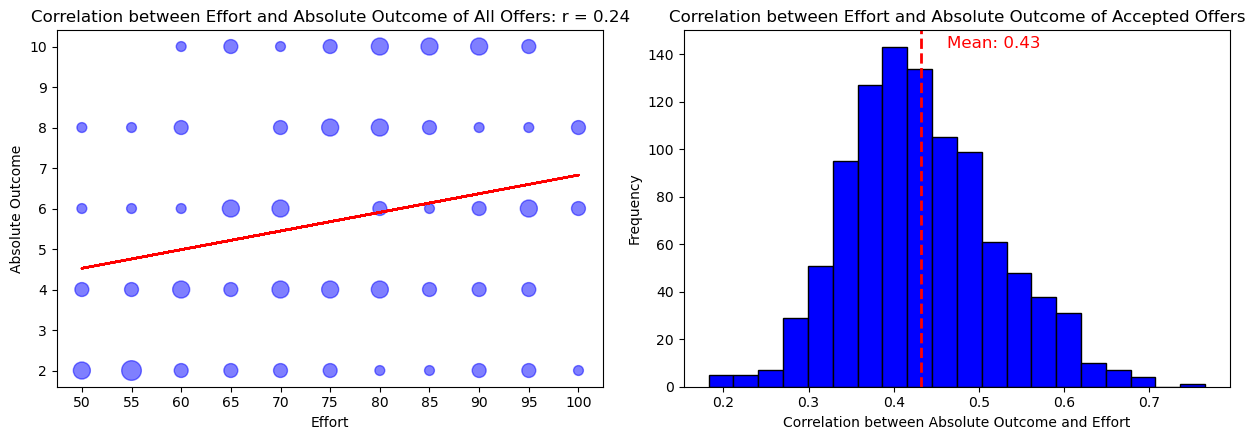 Correlation between Effort and Absolute Outcome of All Offers: r = 0.24
Absolute Outcome
10
9
8
7
6
5
4
3
2
50 55 60 65 70 75 80 85 90 95 100
Effort
Correlation between Effort and Absolute Outcome of Accepted Offers
Mean: 0.43
Frequency
140
120
100
80
60
40
20
0
0.2 0.3 0.4 0.5 0.6 0.7
Correlation between Absolute Outcome and Effort